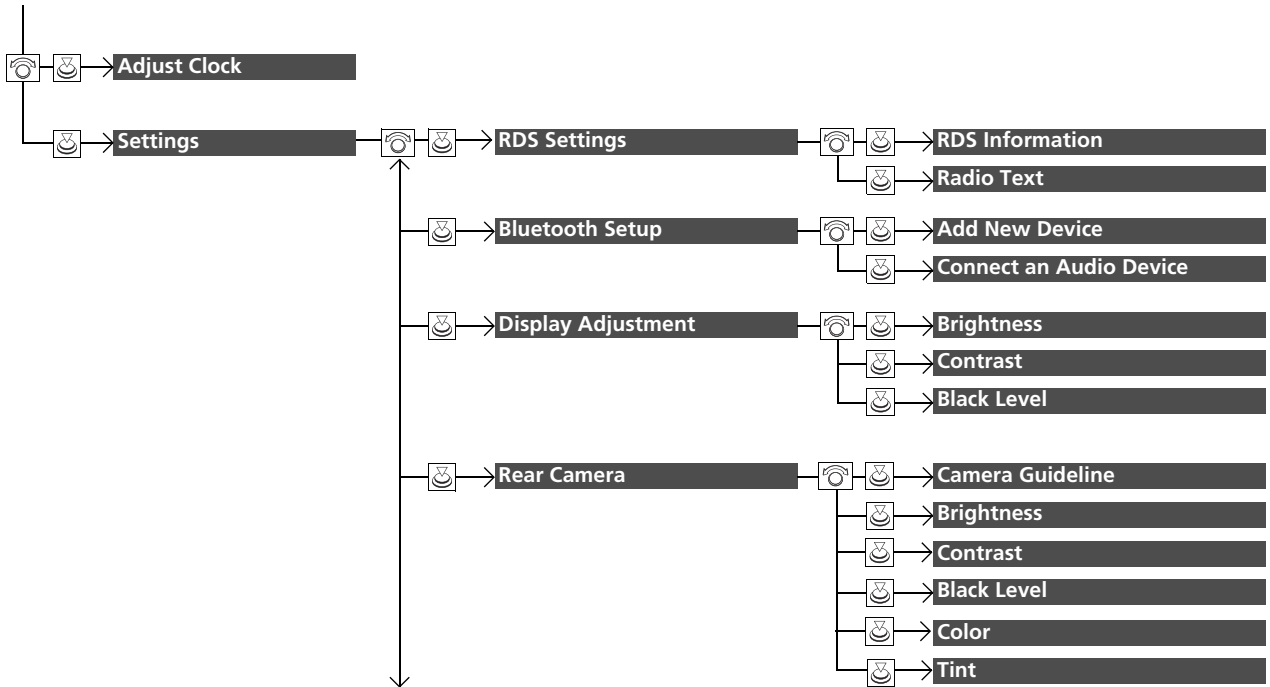 Adjust Clock
Settings
RDS Settings
RDS Information
Radio Text
Bluetooth Setup
Add New Device
Connect an Audio Device
Display Adjustment
Brightness
Contrast
Black Level
Rear Camera
Camera Guideline
Brightness
Contrast
Black Level
Color
Tint